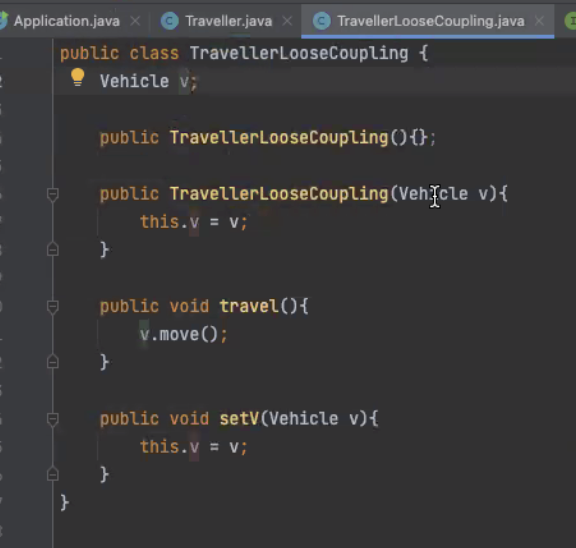 Application.java Traveller.java TravellerLooseCoupling.java
public class TravellerLooseCoupling {
Vehicle v;
public TravellerLooseCoupling(){};
public TravellerLooseCoupling(Vehicle v){
this.v = v;
}
public void travel(){
v.move();
}
public void setV(Vehicle v){
this.v = v;
}
}